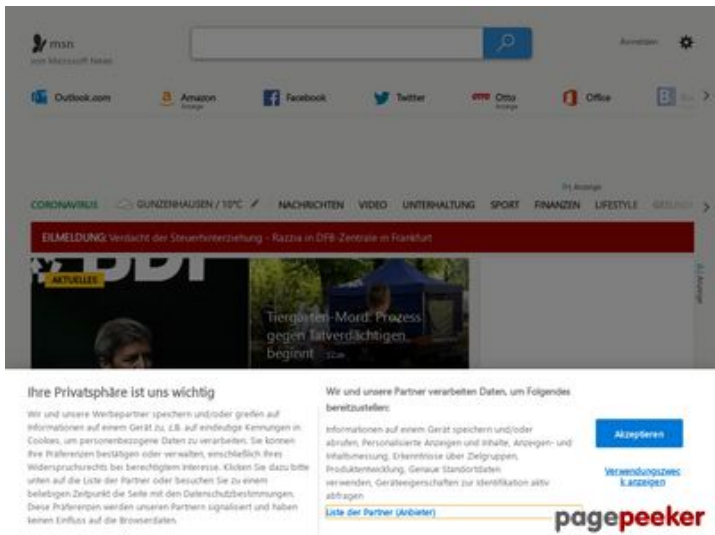 msn
von Microsoft News
Anmelden
Outlook.com
Amazon
Anzeige
Facebook
Twitter
OTTO
Otto
Anzeige
Office
Anzeige
CORONAVIRUS
GUNZENHAUSEN / 10°C
NACHRICHTEN VIDEO UNTERHALTUNG SPORT FINANZEN LIFESTYLE
EILMELDUNG: Verdacht der Steuerhinterziehung - Razzia in DFB-Zentrale in Frankfurt
AKTUELLES
Tiergarten-Mord: Prozess
gegen Tatverdächtigen
beginnt
Anzeige
Ihre Privatsphäre ist uns wichtig
Wir und unsere Werbepartner speichern und/oder greifen auf
Informationen auf einem Gerät zu, z.B. auf eindeutige Kennungen in
Cookies, um personenbezogene Daten zu verarbeiten. Sie können
Ihre Präferenzen bestätigen oder verwalten, einschließlich Ihres
Widerspruchsrechts bei berechtigtem Interesse. Klicken Sie dazu bitte
unten auf die Liste der Partner oder besuchen Sie zu einem
beliebigen Zeitpunkt die Seite mit den Datenschutzbestimmungen.
Diese Präferenzen werden unseren Partnern signalisiert und haben
keinen Einfluss auf die Browserdaten.
Wir und unsere Partner verarbeiten Daten, um Folgendes
bereitzustellen:
Informationen auf einem Gerät speichern und/oder
abrufen, Personalisierte Anzeigen und Inhalte, Anzeigen- und
Inhaltsmessung, Erkenntnisse über Zielgruppen,
Produktentwicklung, Genaue Standortdaten
verwenden, Geräteeigenschaften zur Identifikation aktiv
abfragen
Liste der Partner (Anbieter)
Akzeptieren
Verwendungszwec
k anzeigen
pagepeeker